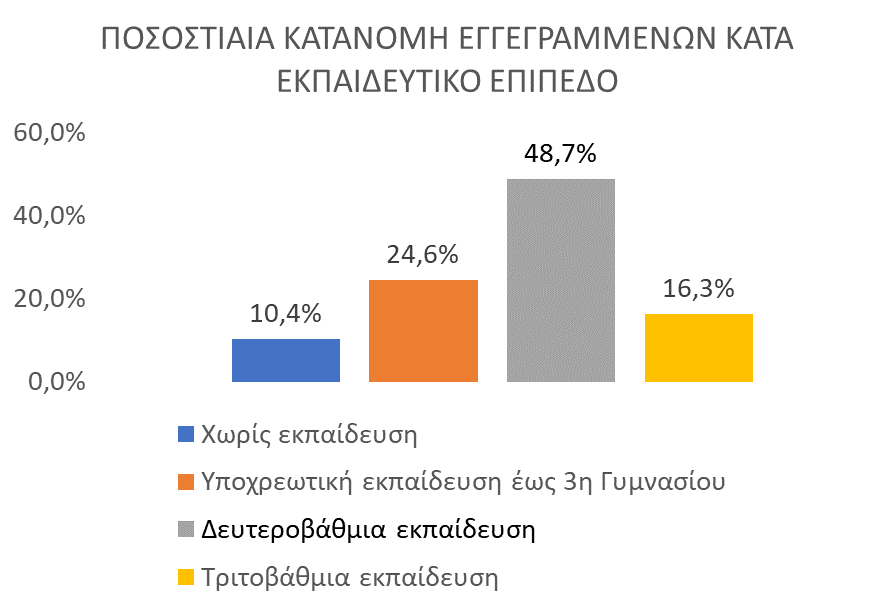 ΠΟΣΟΣΤΙΑΙΑ ΚΑΤΑΝΟΜΗ ΕΓΓΕΓΡΑΜΜΕΝΩΝ ΚΑΤΑ
ΕΚΠΑΙΔΕΥΤΙΚΟ ΕΠΙΠΕΔΟ
60,0%
48,7%
40,0%
24,6%
20,0%
16,3%
10,4%
0,0%
Χωρίς εκπαίδευση
Υποχρεωτική εκπαίδευση έως 3η Γυμνασίου
Δευτεροβάθμια εκπαίδευση
Τριτοβάθμια εκπαίδευση